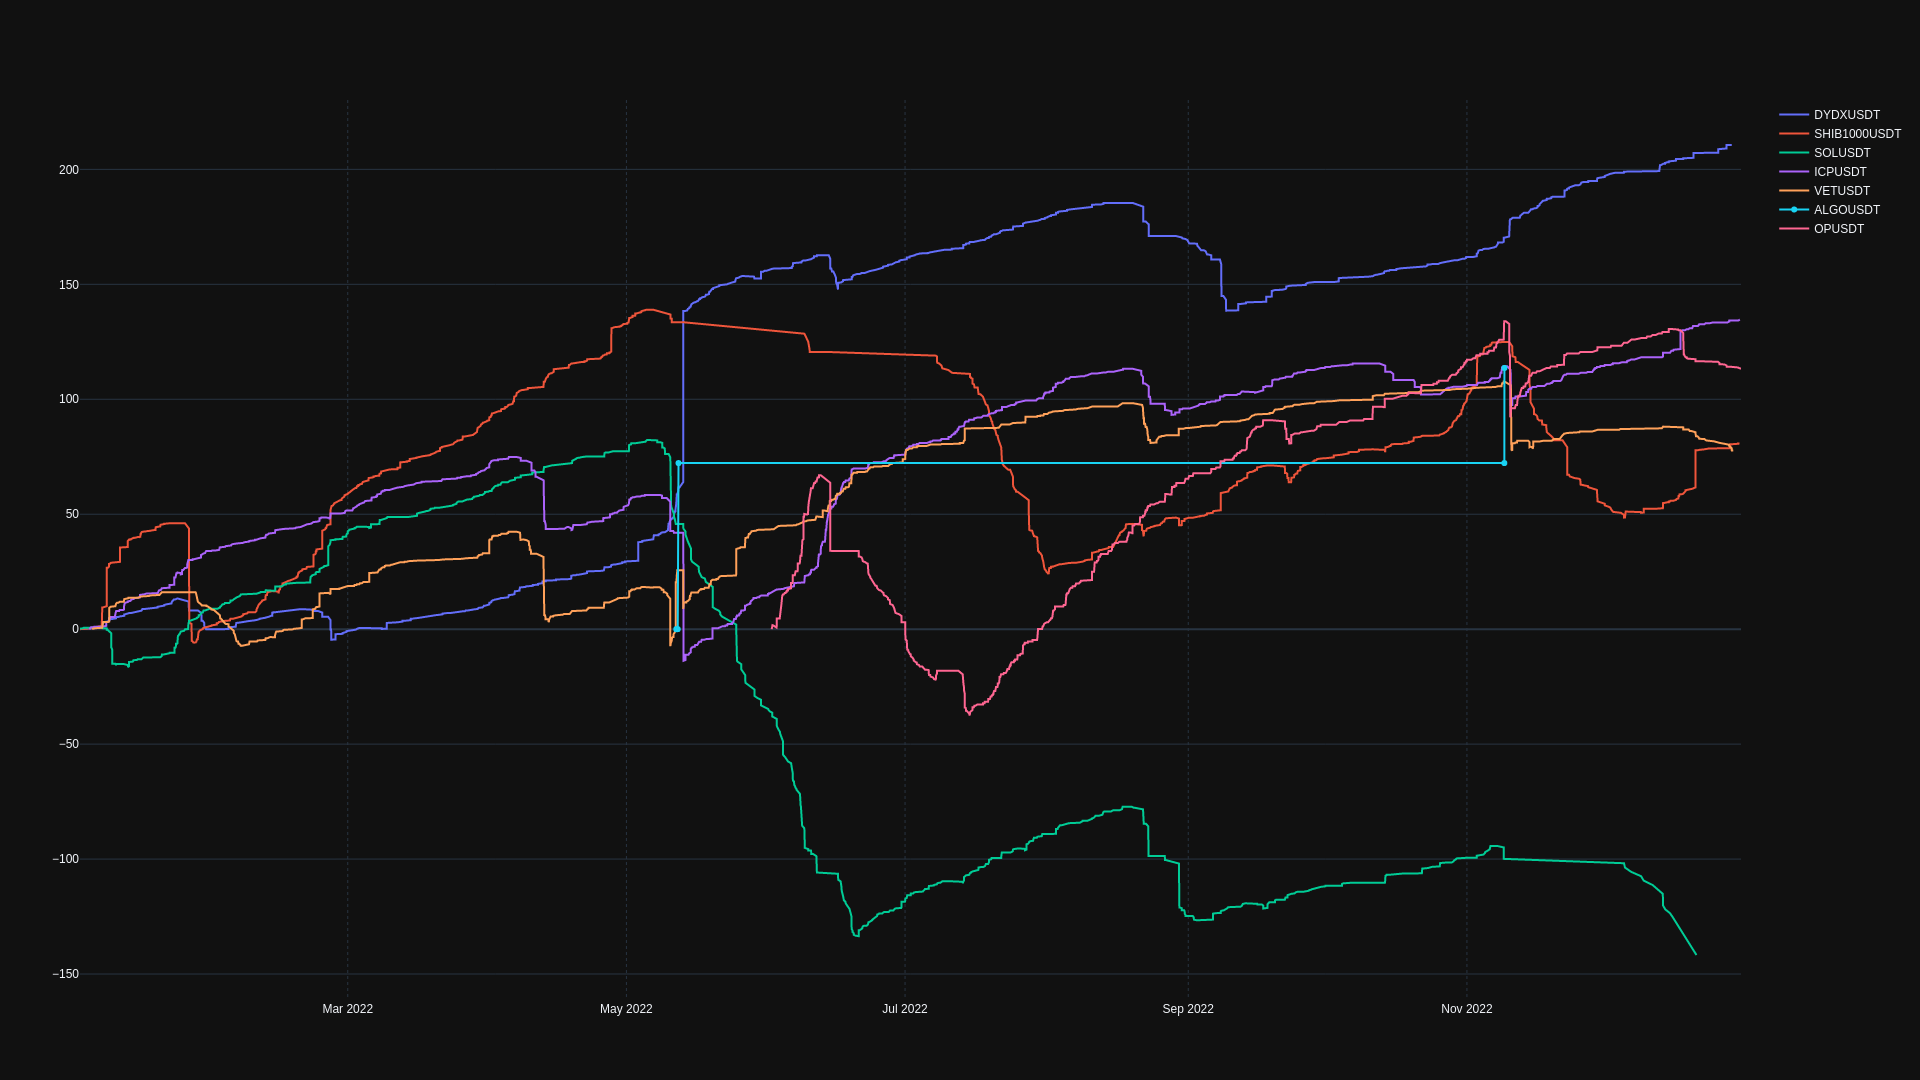 DYDXUSDT
SHIB1000USDT
SOLUSDT
ICPUSDT
VETUSDT
ALGOUSDT
OPUSDT
200
150
100
50
0
−50
−100
−150
Mar 2022
May 2022
Jul 2022
Sep 2022
Nov 2022